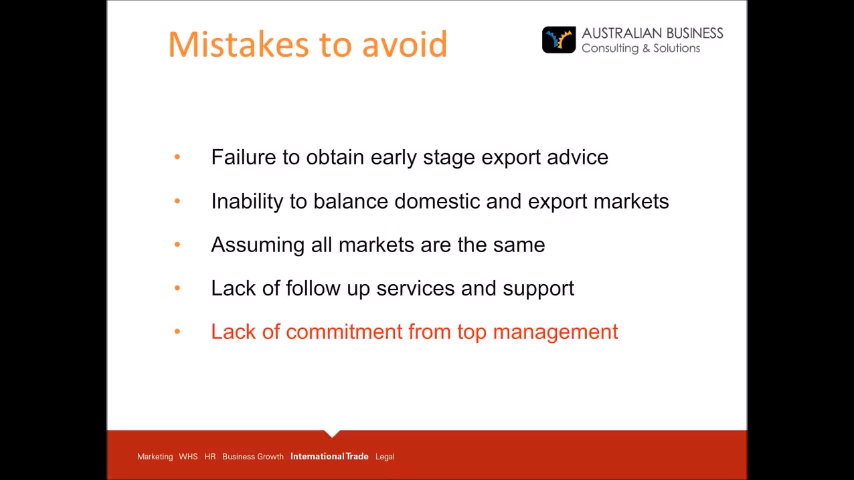 Mistakes to avoid
AUSTRALIAN BUSINESS
Consulting & Solutions
• Failure to obtain early stage export advice
• Inability to balance domestic and export markets
• Assuming all markets are the same
• Lack of follow up services and support
• Lack of commitment from top management
Marketing WHS HR Business Growth International Trade Legal